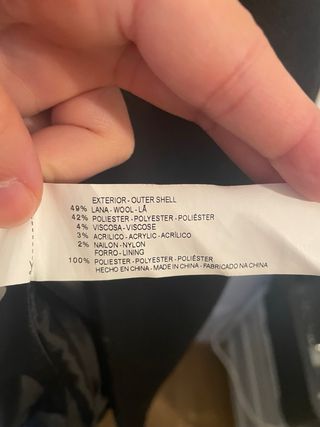 EXTERIOR - OUTER SHELL
49% LANA - WOOL - LÃ
42% POLIESTER - POLYESTER - POLIÉSTER
4% VISCOSA - VISCOSE
3% ACRILICO - ACRYLIC - ACRÍLICO
2% NAILON - NYLON
FORRO - LINING
100% POLIESTER - POLYESTER - POLIÉSTER
HECHO EN CHINA - MADE IN CHINA - FABRICADO NA CHINA